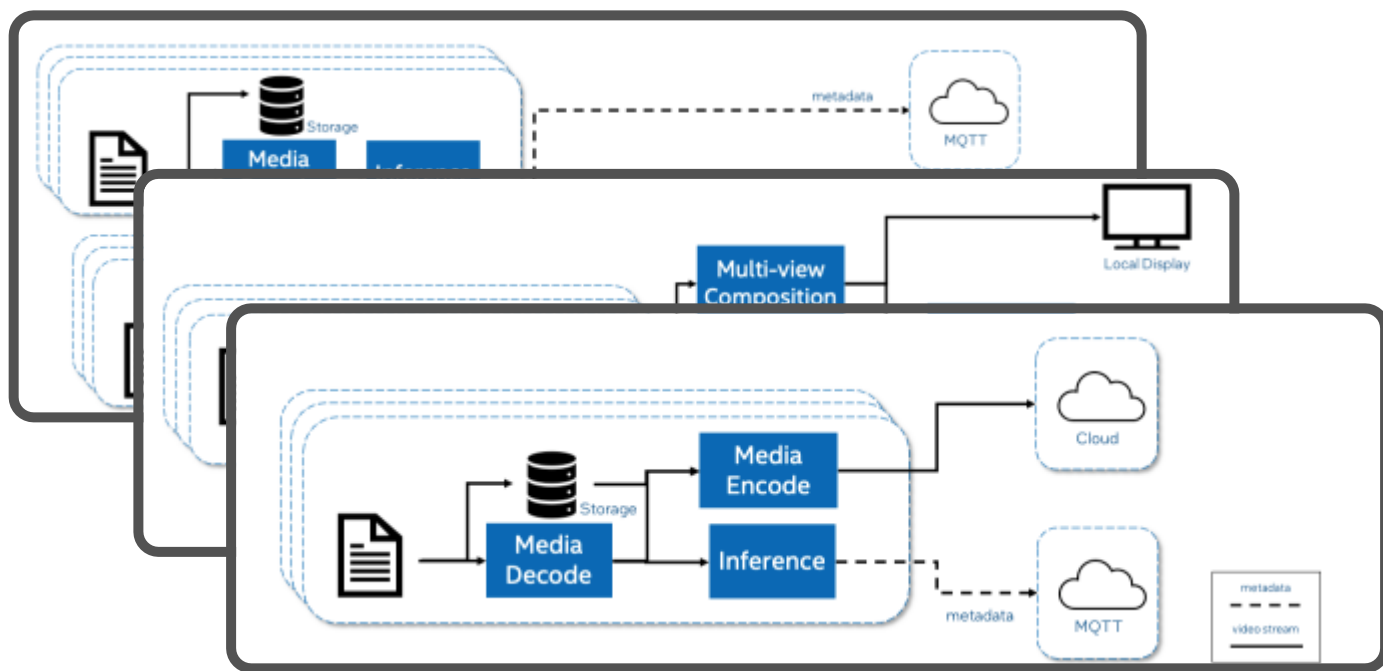 metadata
Storage
MQTT
Media
Inference
Multi-view
Composition
Local Display
Cloud
Media
Encode
Storage
Media
Decode
Inference
metadata
MQTT
metadata
video stream